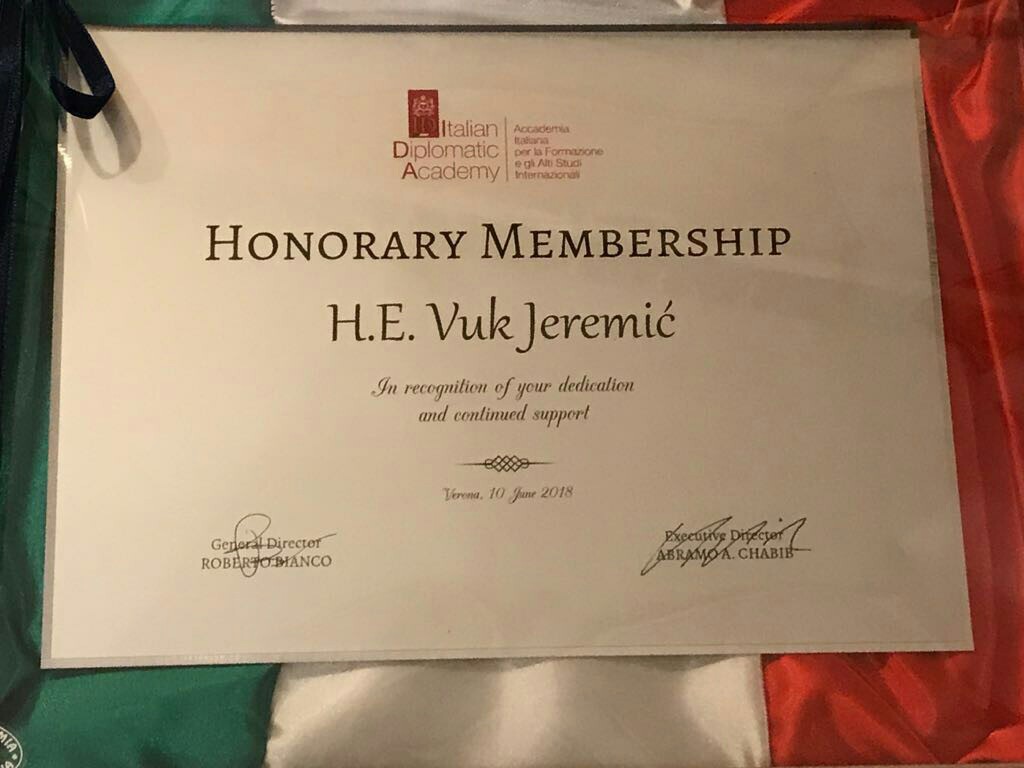 Italian
Diplomatic
Academy
Accademia
Italiana
per la Formazione
e gli Alti Studi
Internazionali
HONORARY MEMBERSHIP
H.E. Vuk Jeremić
In recognition of your dedication
and continued support
Verona, 10 June 2018
General Director
ROBERTO BIANCO
Executive Director
ABRAMO A. CHABIB